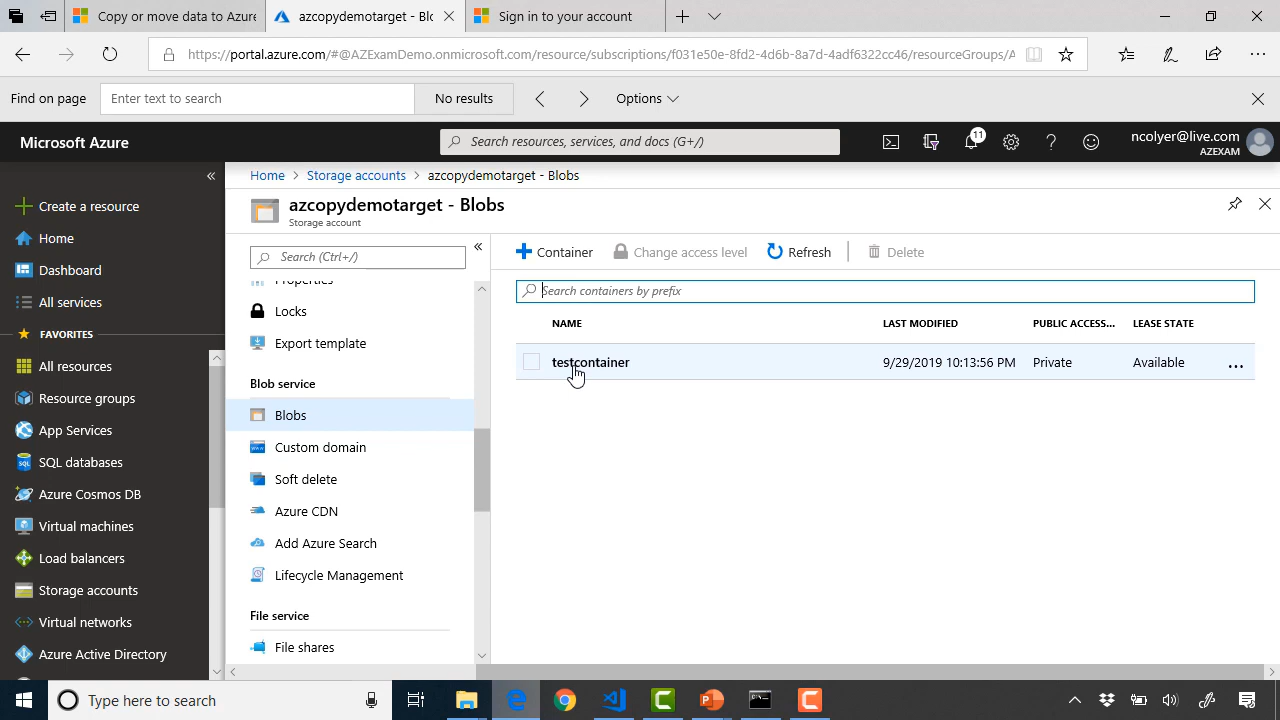 Copy or move data to Azure
azcopydemotarget - Blo
Sign in to your account
https://portal.azure.com/#@AZExamDemo.onmicrosoft.com/resource/subscriptions/f031e50e-8fd2-4d6b-8a7d-4adf6322cc46/resourceGroups/A
Find on page
Enter text to search
No results
Options
Microsoft Azure
Search resources, services, and docs (G+/)
11
ncolyer@live.com
AZEXAM
Create a resource
Home
Dashboard
All services
FAVORITES
All resources
Resource groups
App Services
SQL databases
Azure Cosmos DB
Virtual machines
Load balancers
Storage accounts
Virtual networks
Azure Active Directory
Home > Storage accounts > azcopydemotarget - Blobs
azcopydemotarget - Blobs
Storage account
Search (Ctrl+/)
Properties
Locks
Export template
Blob service
Blobs
Custom domain
Soft delete
Azure CDN
Add Azure Search
Lifecycle Management
File service
File shares
Container
Change access level
Refresh
Delete
Search containers by prefix
NAME LAST MODIFIED PUBLIC ACCESS... LEASE STATE
testcontainer 9/29/2019 10:13:56 PM Private Available ...
Type here to search